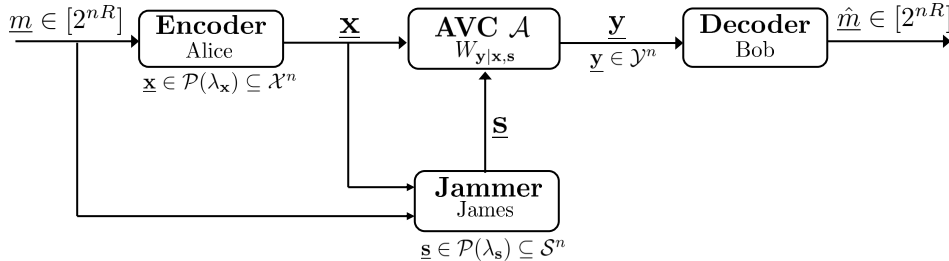 m ∈ [2^{nR}]
Encoder
Alice
x ∈ 𝒫(λ_x) ⊆ 𝒳^n
x
AVC 𝒜
W_{y|x,s}
y
y ∈ 𝒴^n
Decoder
Bob
m̂ ∈ [2^{nR}]
s
Jammer
James
s ∈ 𝒫(λ_s) ⊆ 𝒮^n